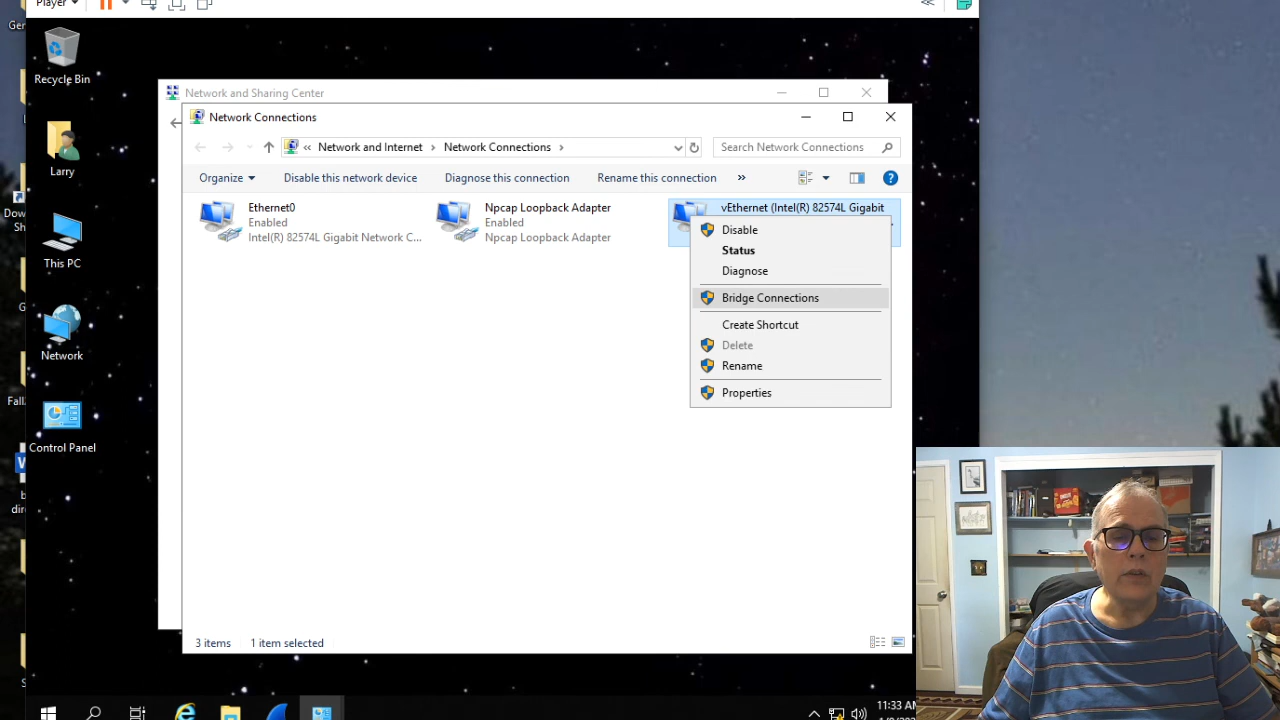 Player
Recycle Bin
Larry
This PC
Network
Control Panel
Network and Sharing Center
Network Connections
Network and Internet
Network Connections
Search Network Connections
Organize
Disable this network device
Diagnose this connection
Rename this connection
»
Ethernet0
Enabled
Intel(R) 82574L Gigabit Network C...
Npcap Loopback Adapter
Enabled
Npcap Loopback Adapter
vEthernet (Intel(R) 82574L Gigabit
Disable
Status
Diagnose
Bridge Connections
Create Shortcut
Delete
Rename
Properties
3 items
1 item selected
11:33 AM